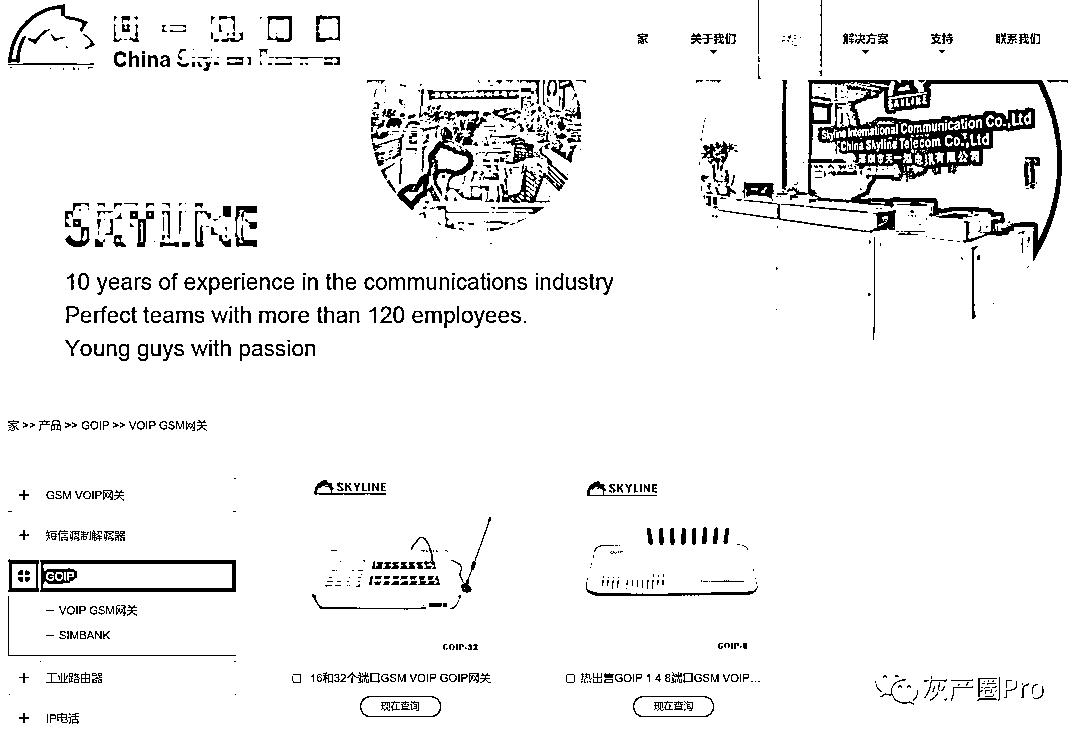 China
家 关于我们 解决方案 支持 联系我们
SKYLINE
Skyline International Communication Co.,Ltd
China Skyline Telecom Co.,Ltd
SKYLINE
10 years of experience in the communications industry
Perfect teams with more than 120 employees.
Young guys with passion
家 >> 产品 >> GOIP >> VOIP GSM网关
+ GSM VOIP网关
+ 短信调制解调器
GOIP
– VOIP GSM网关
– SIMBANK
+ 工业路由器
+ IP电话
SKYLINE
GOIP-32
16和32个端口GSM VOIP GOIP网关
现在查询
SKYLINE
GOIP-8
热出售GOIP 1 4 8端口GSM VOIP...
现在查询
灰产圈Pro